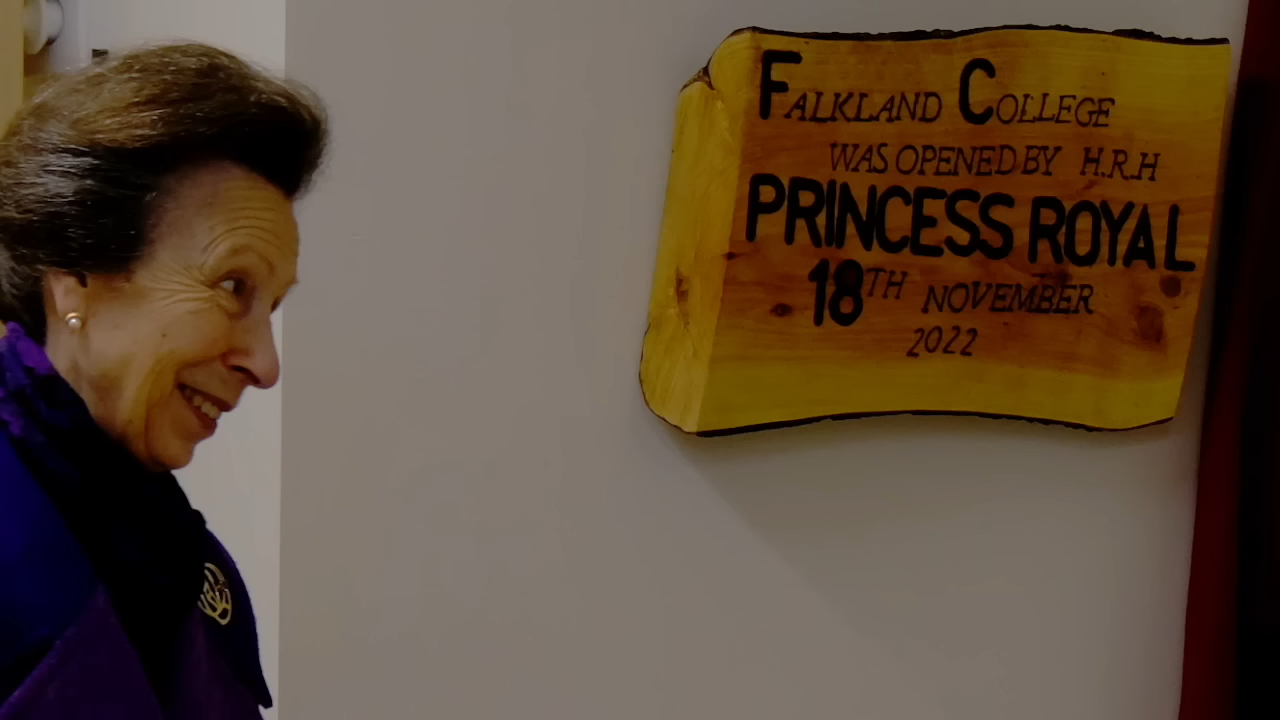 FALKLAND COLLEGE
WAS OPENED BY H.R.H
PRINCESS ROYAL
18TH NOVEMBER
2022